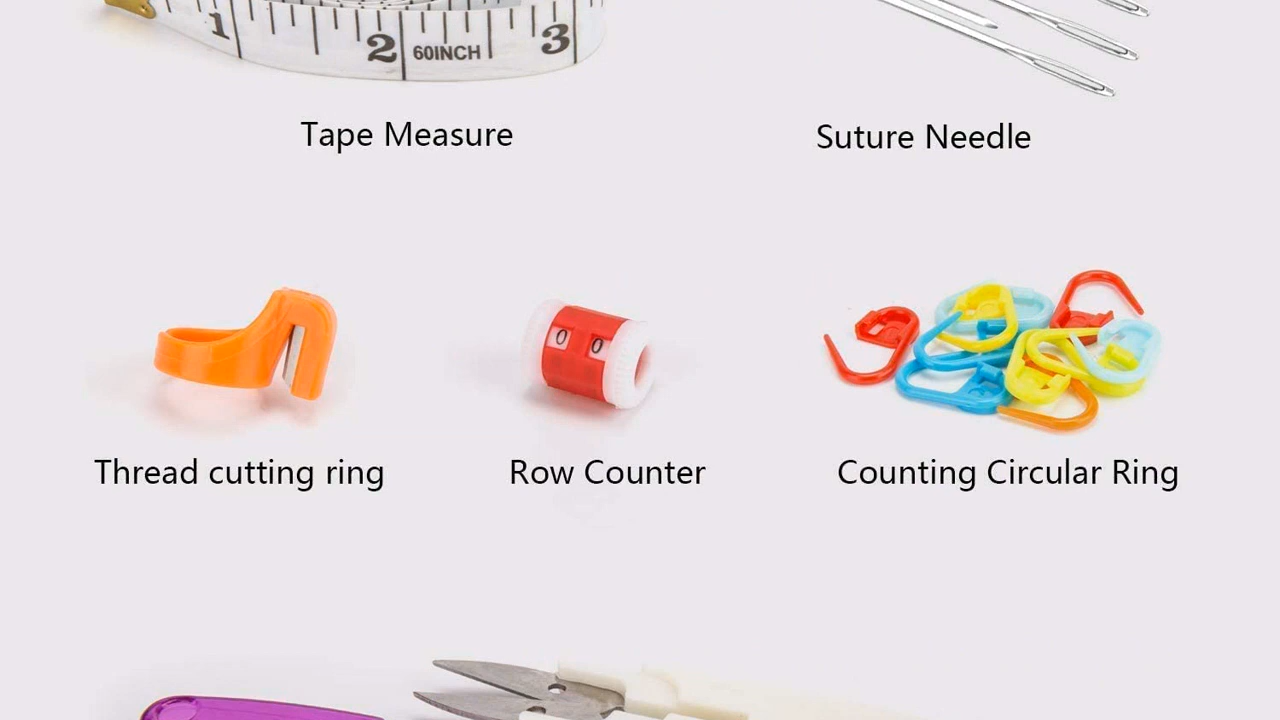 1 2 60INCH 3
Tape Measure
Suture Needle
0 0
Thread cutting ring
Row Counter
Counting Circular Ring